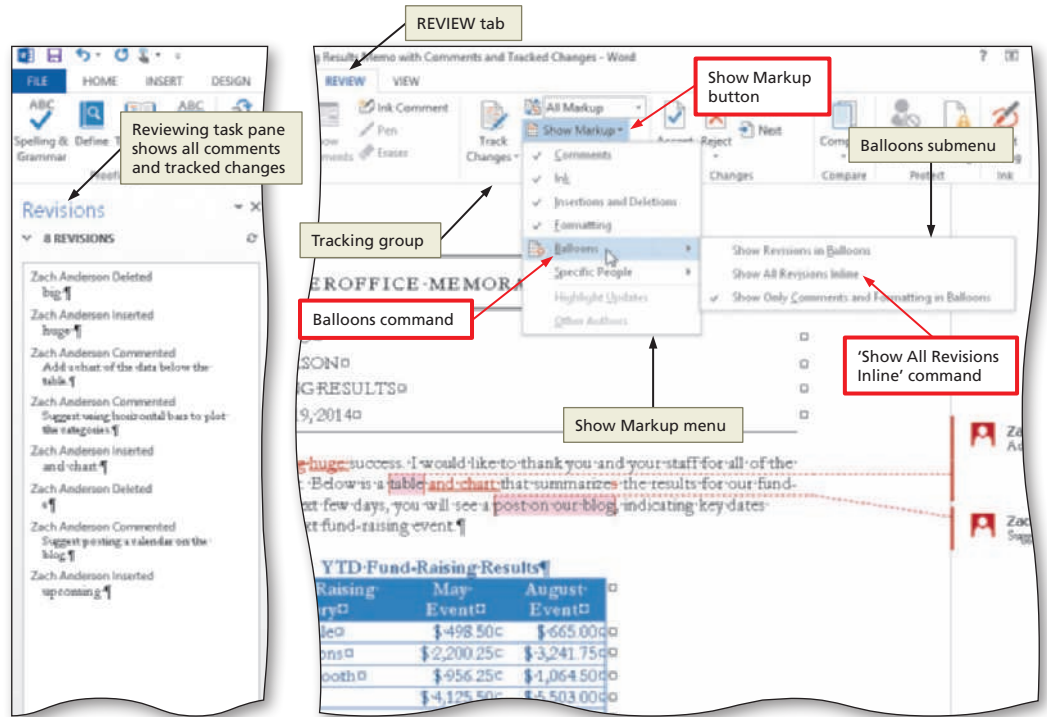 REVIEW tab
Results Memo with Comments and Tracked Changes - Word
FILE HOME INSERT DESIGN
REVIEW VIEW
Show Markup
button
ABC
ABC
Spelling &
Grammar
Define
Reviewing task pane
shows all comments
and tracked changes
Ink Comment
Pen
Eraser
Track
Changes
All Markup
Show Markup
Reject
Next
Changes
Compare
Protect
Ink
Balloons submenu
Revisions
8 REVISIONS
Tracking group
Comments
Ink
Insertions and Deletions
Formatting
Balloons
Specific People
Highlight Updates
Other Authors
Show Revisions in Balloons
Show All Revisions Inline
Show Only Comments and Formatting in Balloons
Balloons command
'Show All Revisions
Inline' command
Show Markup menu
Zach Anderson Deleted
big¶
Zach Anderson Inserted
huge¶
Zach Anderson Commented
Add a chart of the data below the
table.¶
Zach Anderson Commented
Suggest using horizontal bars to plot
the categories¶
Zach Anderson Inserted
and chart¶
Zach Anderson Deleted
s¶
Zach Anderson Commented
Suggest posting a calendar on the
blog¶
Zach Anderson Inserted
upcoming¶
EROFFICE·MEMORA
SON¤
G·RESULTS¤
9,·2014¤
huge·success.·I·would·like·to·thank·you·and·your·staff·for·all·of·the·
·Below·is·a·table·and·chart·that·summarizes·the·results·for·our·fund-
xt·few·days,·you·will·see·a·post·on·our·blog,·indicating·key·dates·
xt·fund-raising·event.¶
YTD·Fund-Raising·Results¶
Raising· May· August·
ry¤ Event¤ Event¤
le¤ $·498.50¤ $·665.00¤
ons¤ $·2,200.25¤ $·3,241.75¤
ooth¤ $·956.25¤ $·1,064.50¤
$·4,125.50¤ $·5,503.00¤